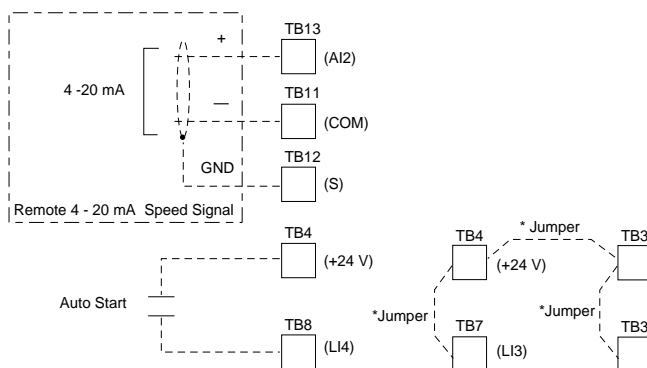 +
TB13
(AI2)
4 -20 mA
—
TB11
(COM)
GND
TB12
(S)
Remote 4 - 20 mA Speed Signal
TB4
(+24 V)
Auto Start
TB8
(LI4)
* Jumper
TB4
(+24 V)
TB3
*Jumper
*Jumper
TB7
(LI3)
TB3